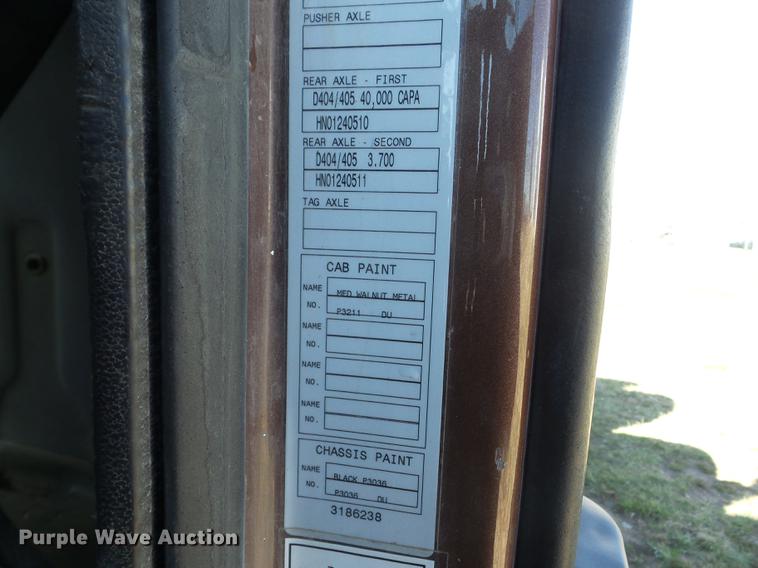 PUSHER AXLE
REAR AXLE - FIRST
D404/405 40,000 CAPA
HN01240510
REAR AXLE - SECOND
D404/405 3.700
HN01240511
TAG AXLE
CAB PAINT
NAME MED WALNUT METAL
NO. P3211 DU
NAME
NO.
NAME
NO.
NAME
NO.
CHASSIS PAINT
NAME BLACK P3036
NO. P3036 DU
3186238
Purple Wave Auction®